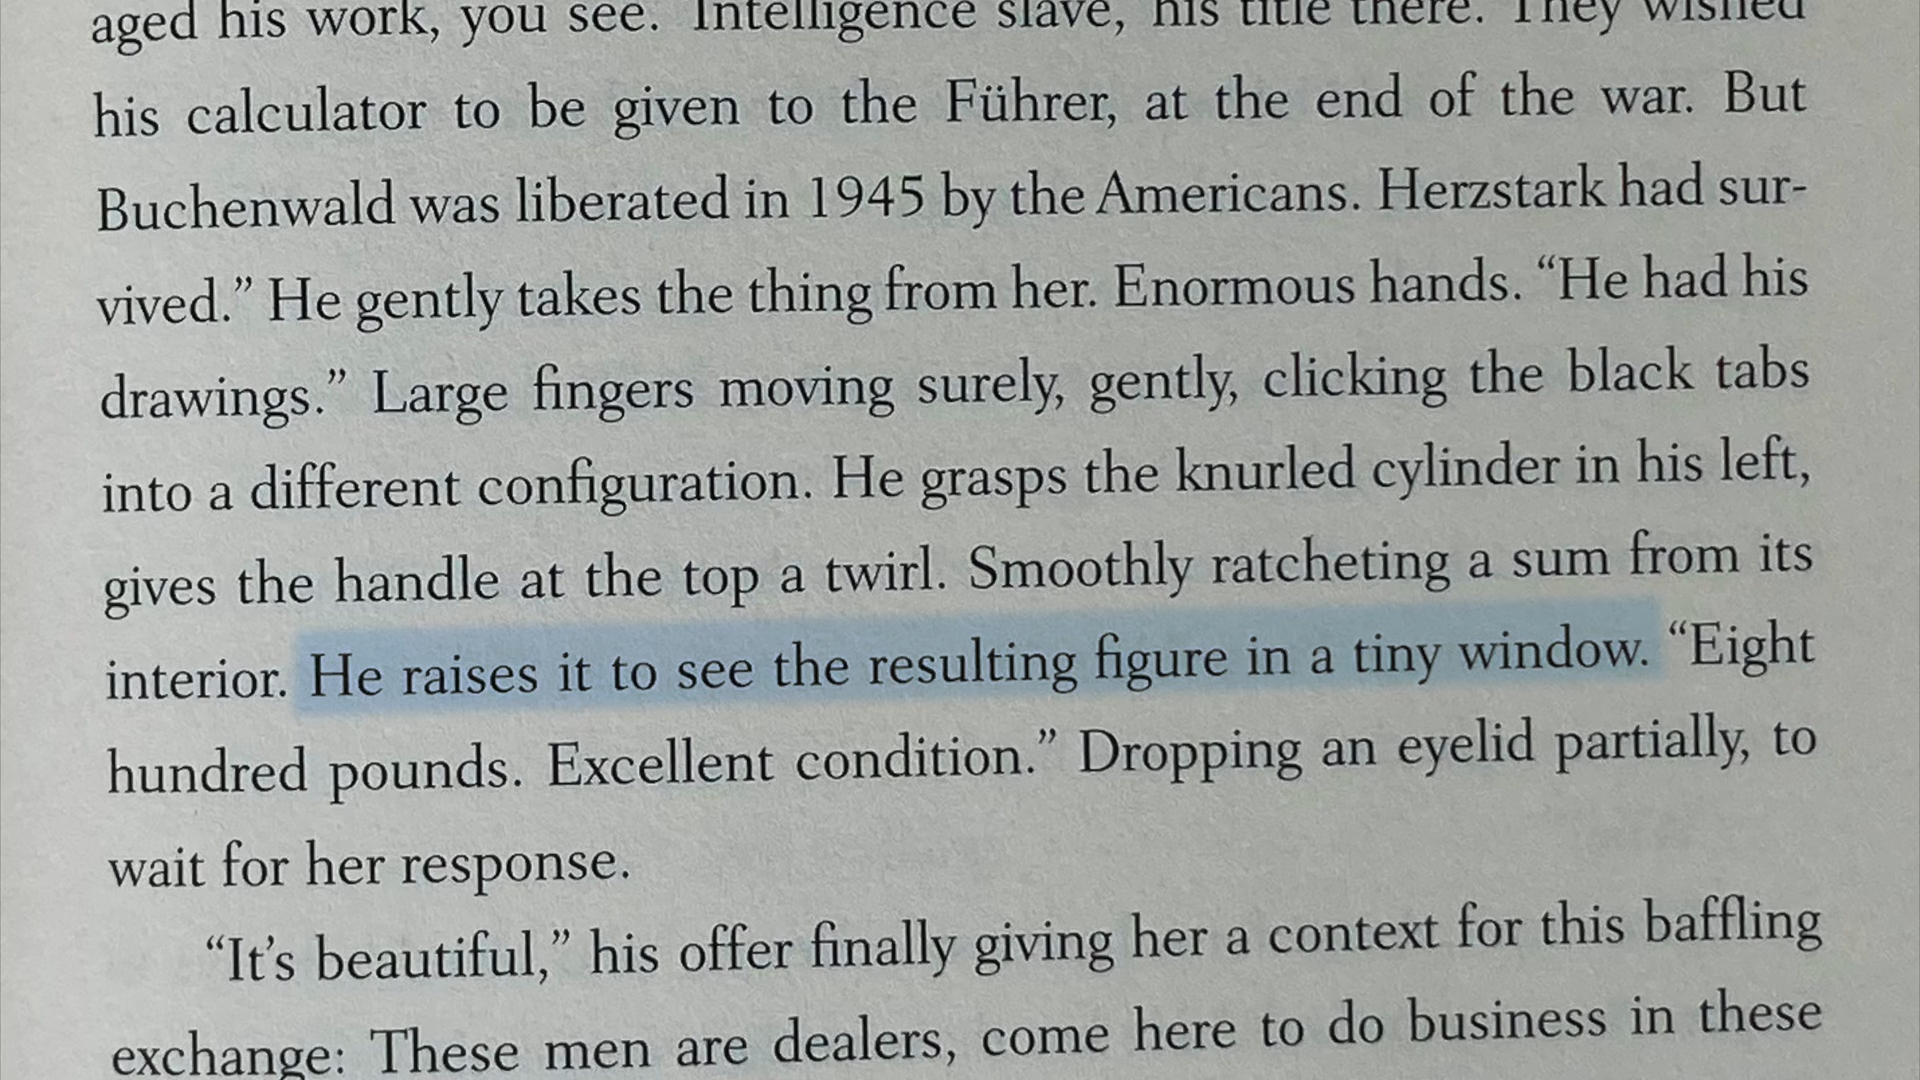 aged his work, you see. 'Intelligence slave,' his title there. They wished
his calculator to be given to the Führer, at the end of the war. But
Buchenwald was liberated in 1945 by the Americans. Herzstark had sur-
vived.” He gently takes the thing from her. Enormous hands. “He had his
drawings.” Large fingers moving surely, gently, clicking the black tabs
into a different configuration. He grasps the knurled cylinder in his left,
gives the handle at the top a twirl. Smoothly ratcheting a sum from its
interior. He raises it to see the resulting figure in a tiny window. “Eight
hundred pounds. Excellent condition.” Dropping an eyelid partially, to
wait for her response.
“It’s beautiful,” his offer finally giving her a context for this baffling
exchange: These men are dealers, come here to do business in these